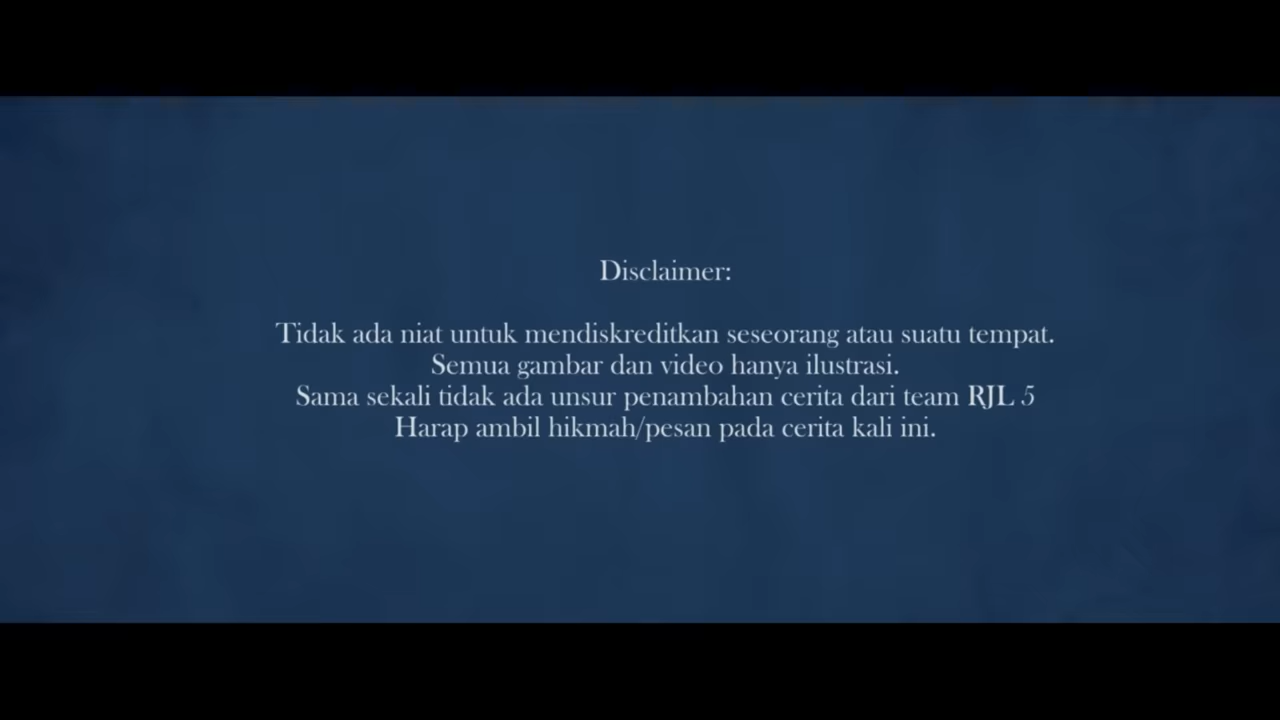 Disclaimer:
Tidak ada niat untuk mendiskreditkan seseorang atau suatu tempat.
Semua gambar dan video hanya ilustrasi.
Sama sekali tidak ada unsur penambahan cerita dari team RJL 5
Harap ambil hikmah/pesan pada cerita kali ini.